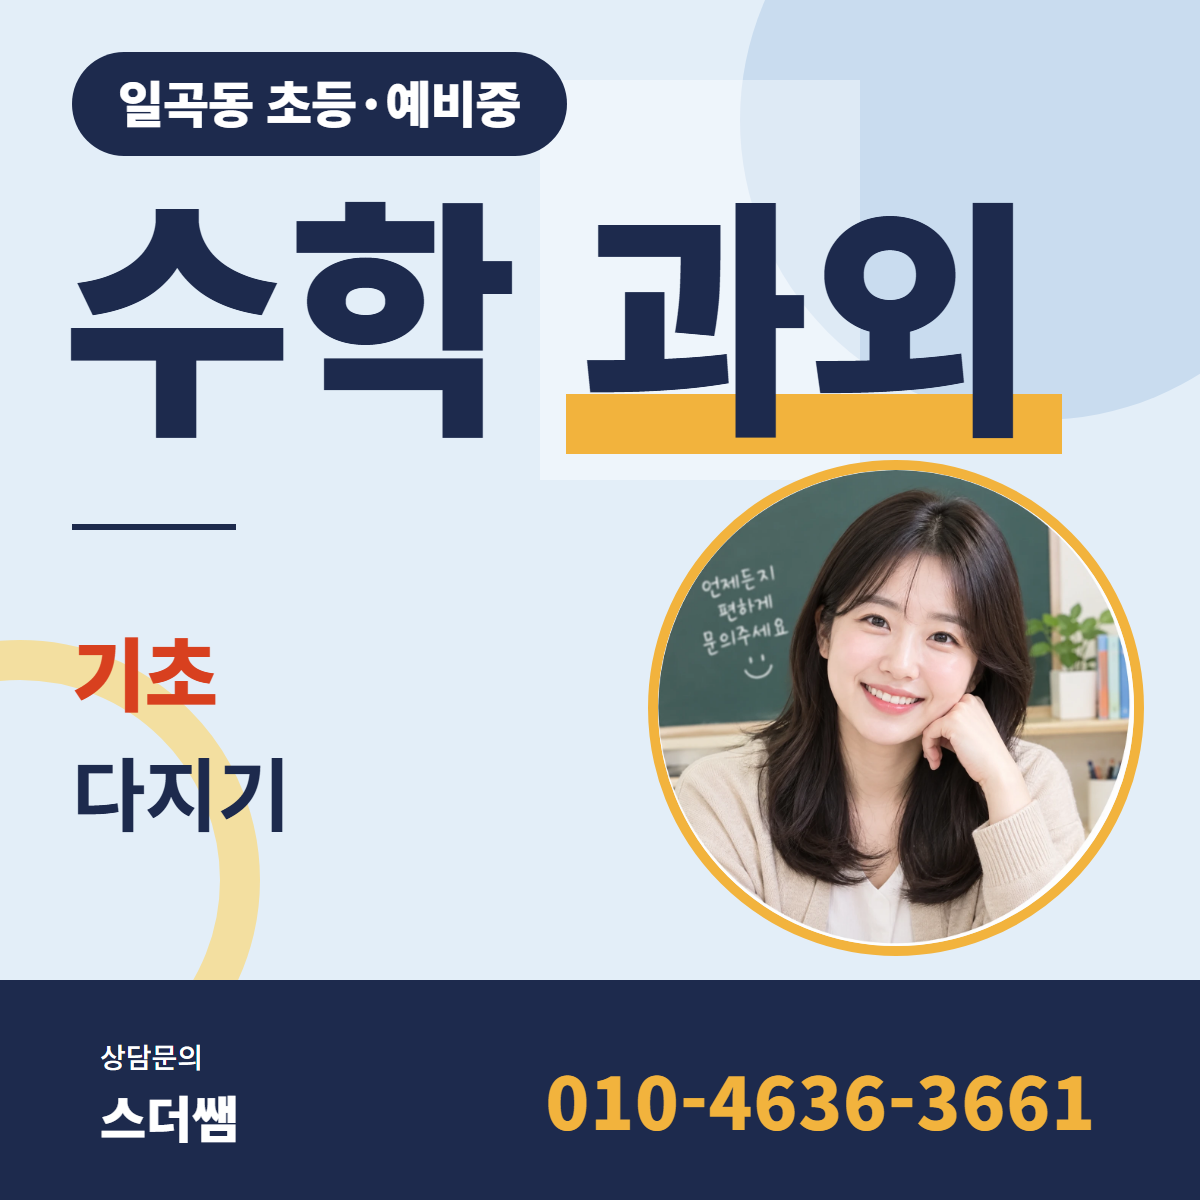 일곡동 초등·예비중
수학 과외
언제든지
편하게
문의주세요
기초
다지기
상담문의
스더쌤
010-4636-3661